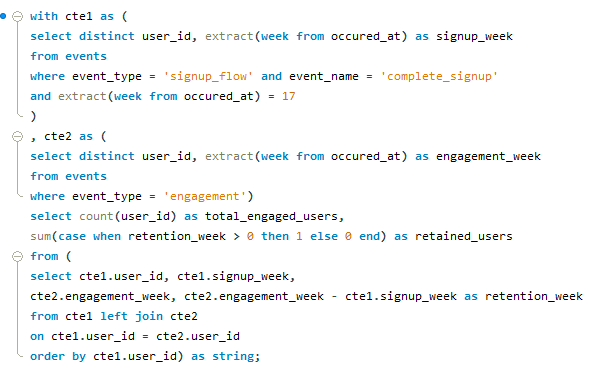 with cte1 as (
select distinct user_id, extract(week from occured_at) as signup_week
from events
where event_type = 'signup_flow' and event_name = 'complete_signup'
and extract(week from occured_at) = 17
)
, cte2 as (
select distinct user_id, extract(week from occured_at) as engagement_week
from events
where event_type = 'engagement')
select count(user_id) as total_engaged_users,
sum(case when retention_week > 0 then 1 else 0 end) as retained_users
from (
select cte1.user_id, cte1.signup_week,
cte2.engagement_week, cte2.engagement_week - cte1.signup_week as retention_week
from cte1 left join cte2
on cte1.user_id = cte2.user_id
order by cte1.user_id) as string;